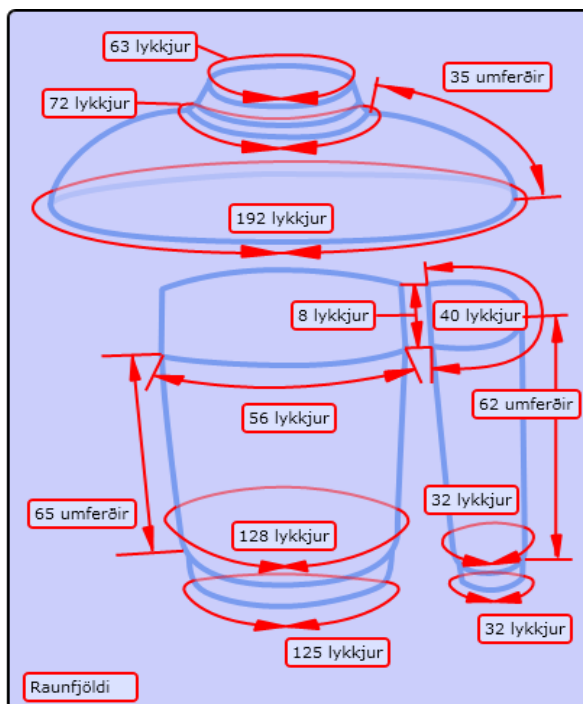 63 lykkjur
35 umferðir
72 lykkjur
192 lykkjur
8 lykkjur
40 lykkjur
56 lykkjur
62 umferðir
32 lykkjur
65 umferðir
128 lykkjur
32 lykkjur
125 lykkjur
Raunfjöldi